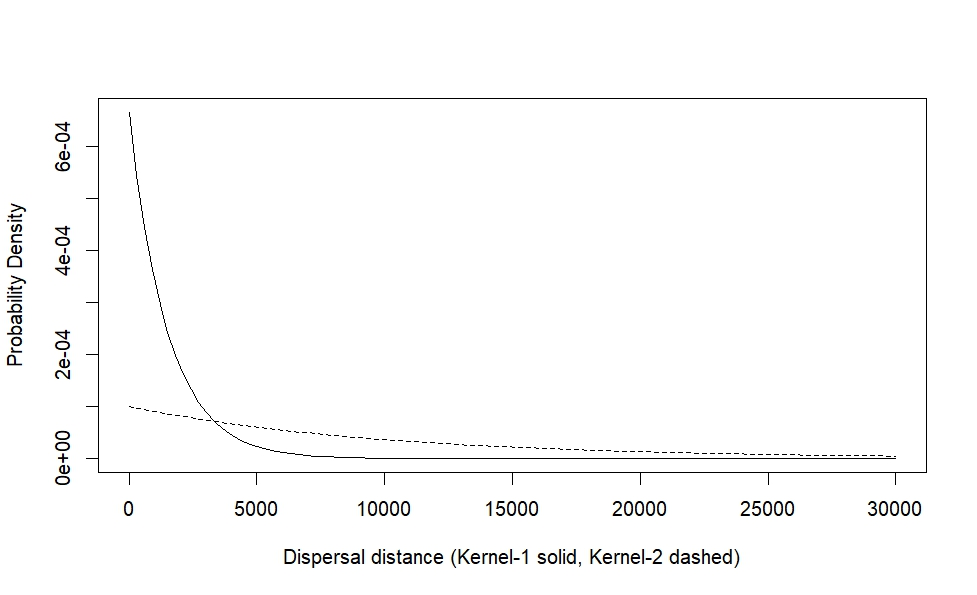 Probability Density
6e-04
4e-04
2e-04
0e+00
0 5000 10000 15000 20000 25000 30000
Dispersal distance (Kernel-1 solid, Kernel-2 dashed)